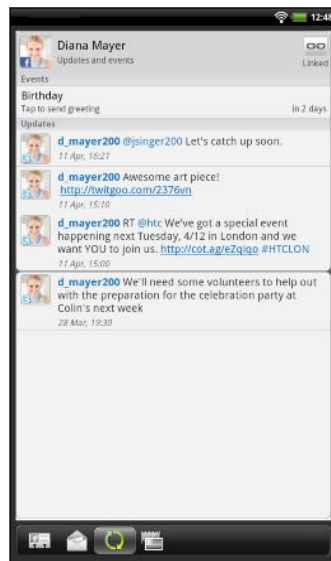 12:48
Diana Mayer
Updates and events
Linked
Events
Birthday
Tap to send greeting
In 2 days
Updates
d_mayer200 @jsinger200 Let's catch up soon.
11 Apr, 16:21
d_mayer200 Awesome art piece!
http://twitgoo.com/2376vn
11 Apr, 15:10
d_mayer200 RT @htc We've got a special event
happening next Tuesday, 4/12 in London and we
want YOU to join us. http://cot.ag/eZqiqo #HTCLON
11 Apr, 15:00
d_mayer200 We'll need some volunteers to help out
with the preparation for the celebration party at
Colin's next week
28 Mar, 19:30